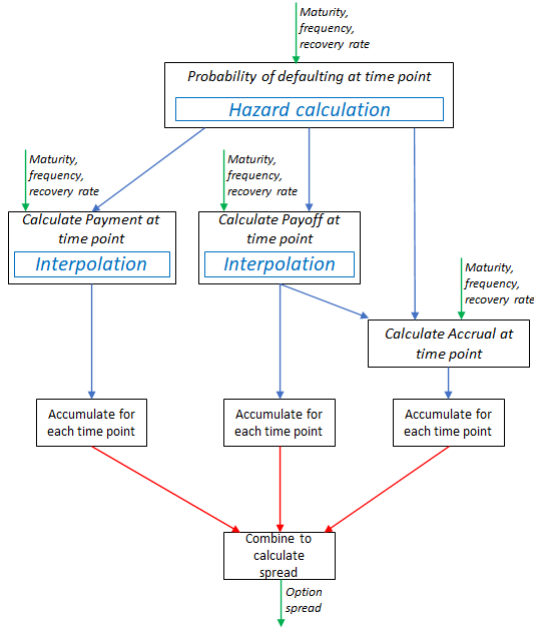 Maturity,
frequency,
recovery rate
Probability of defaulting at time point
Hazard calculation
Maturity,
frequency,
recovery rate
Maturity,
frequency,
recovery rate
Calculate Payment at
time point
Interpolation
Calculate Payoff at
time point
Interpolation
Maturity,
frequency,
recovery rate
Calculate Accrual at
time point
Accumulate for
each time point
Accumulate for
each time point
Accumulate for
each time point
Combine to
calculate
spread
Option
spread